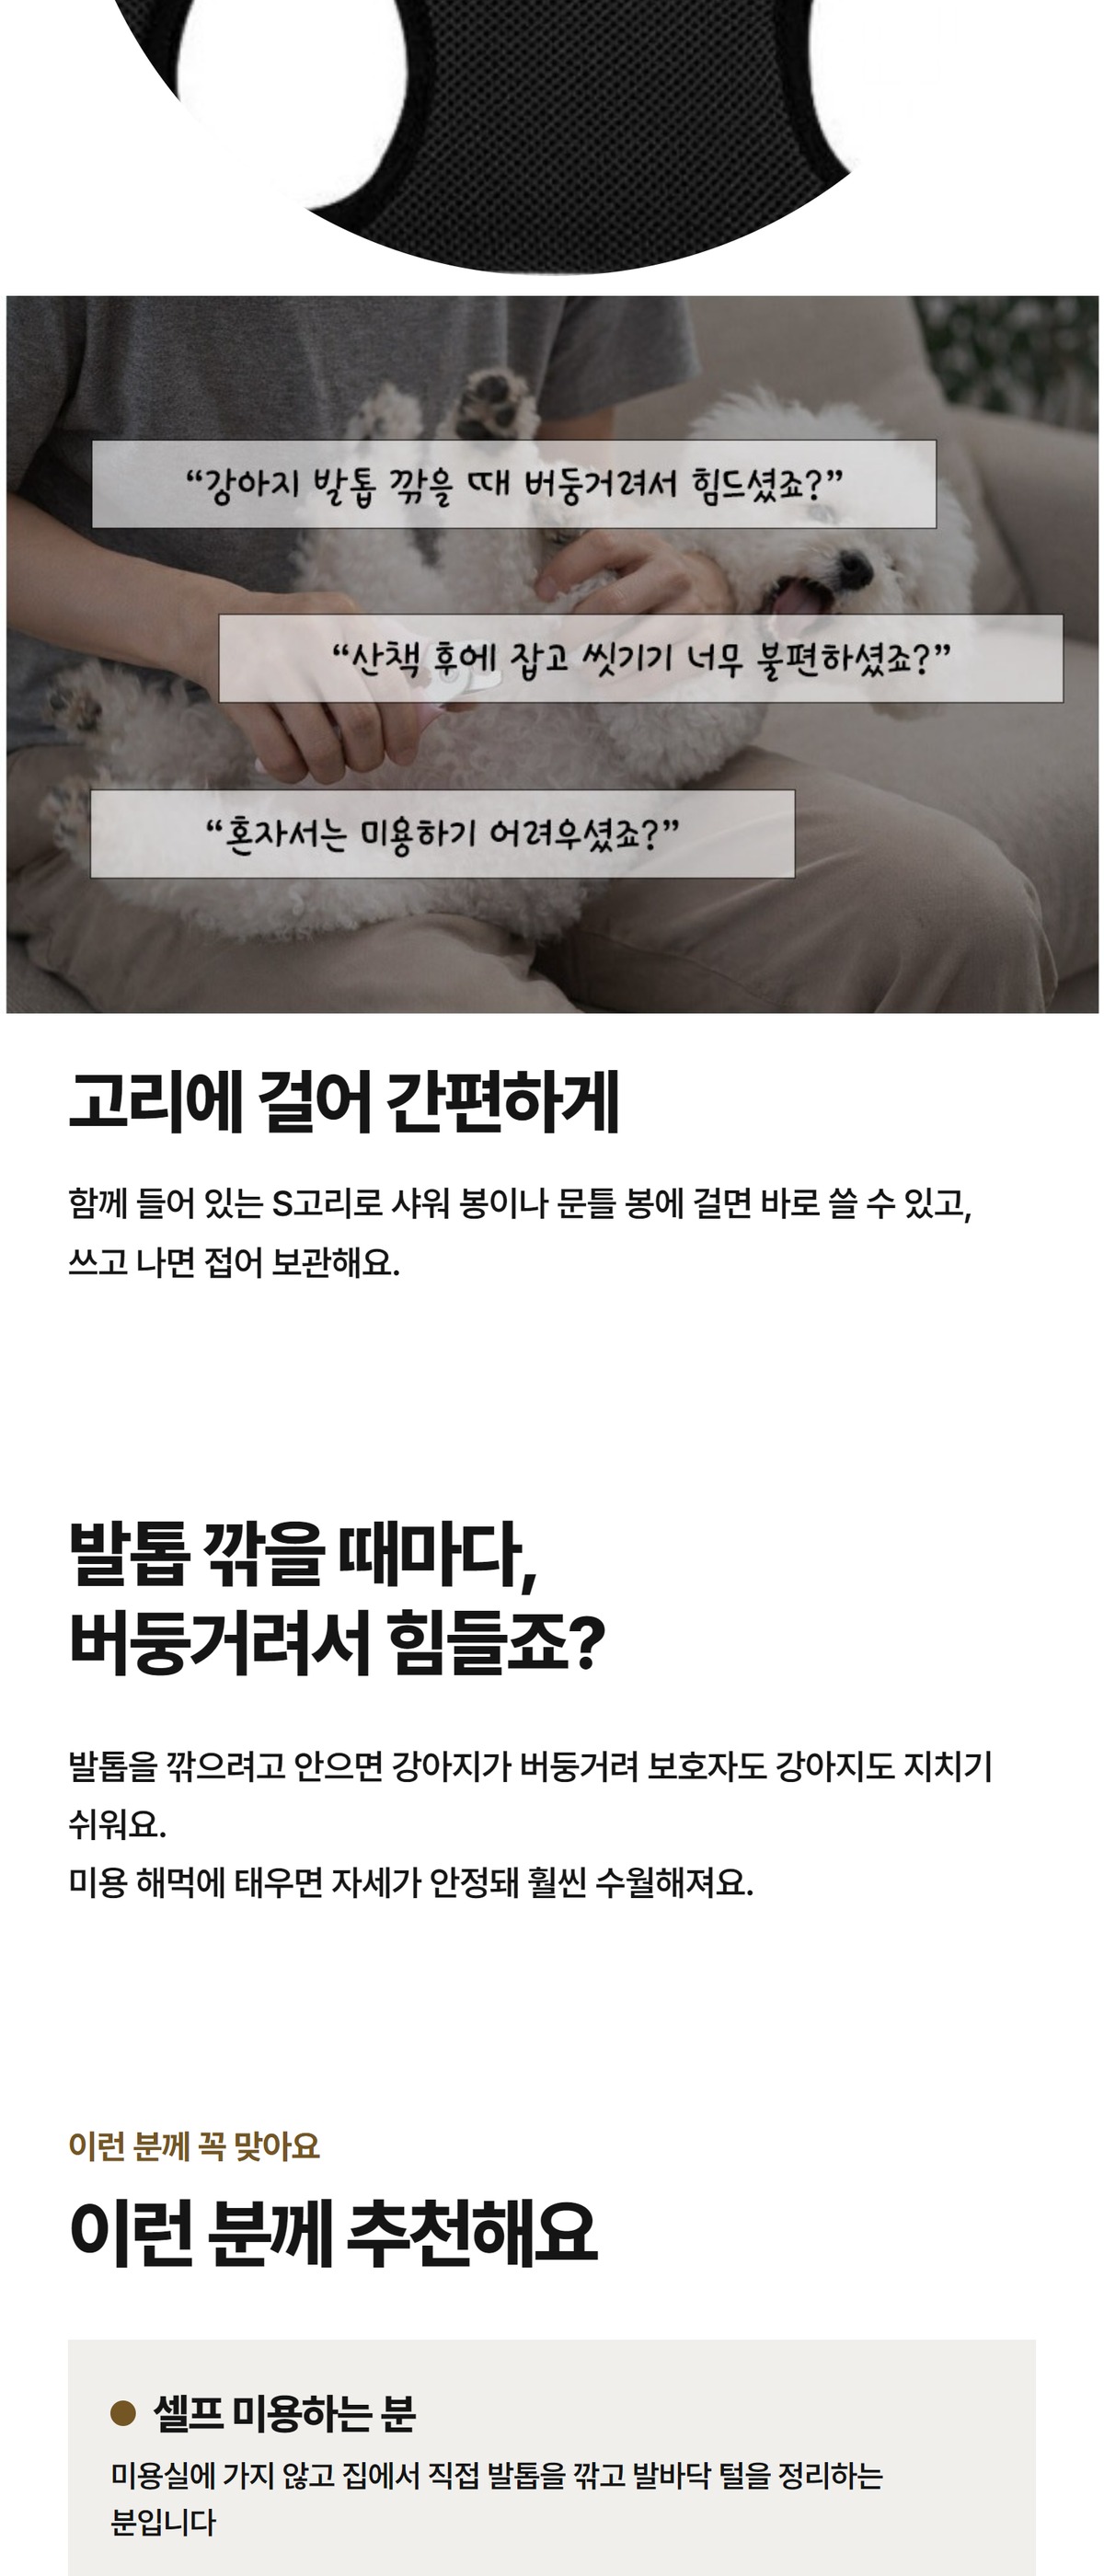 “강아지 발톱 깎을 때 버둥거려서 힘드셨죠?”
“산책 후에 잡고 씻기기 너무 불편하셨죠?”
“혼자서는 미용하기 어려우셨죠?”
고리에 걸어 간편하게
함께 들어 있는 S고리로 샤워 봉이나 문틀 봉에 걸면 바로 쓸 수 있고,
쓰고 나면 접어 보관해요.
발톱 깎을 때마다,
버둥거려서 힘들죠?
발톱을 깎으려고 안으면 강아지가 버둥거려 보호자도 강아지도 지치기
쉬워요.
미용 해먹에 태우면 자세가 안정돼 훨씬 수월해져요.
이런 분께 꼭 맞아요
이런 분께 추천해요
셀프 미용하는 분
미용실에 가지 않고 집에서 직접 발톱을 깎고 발바닥 털을 정리하는
분입니다